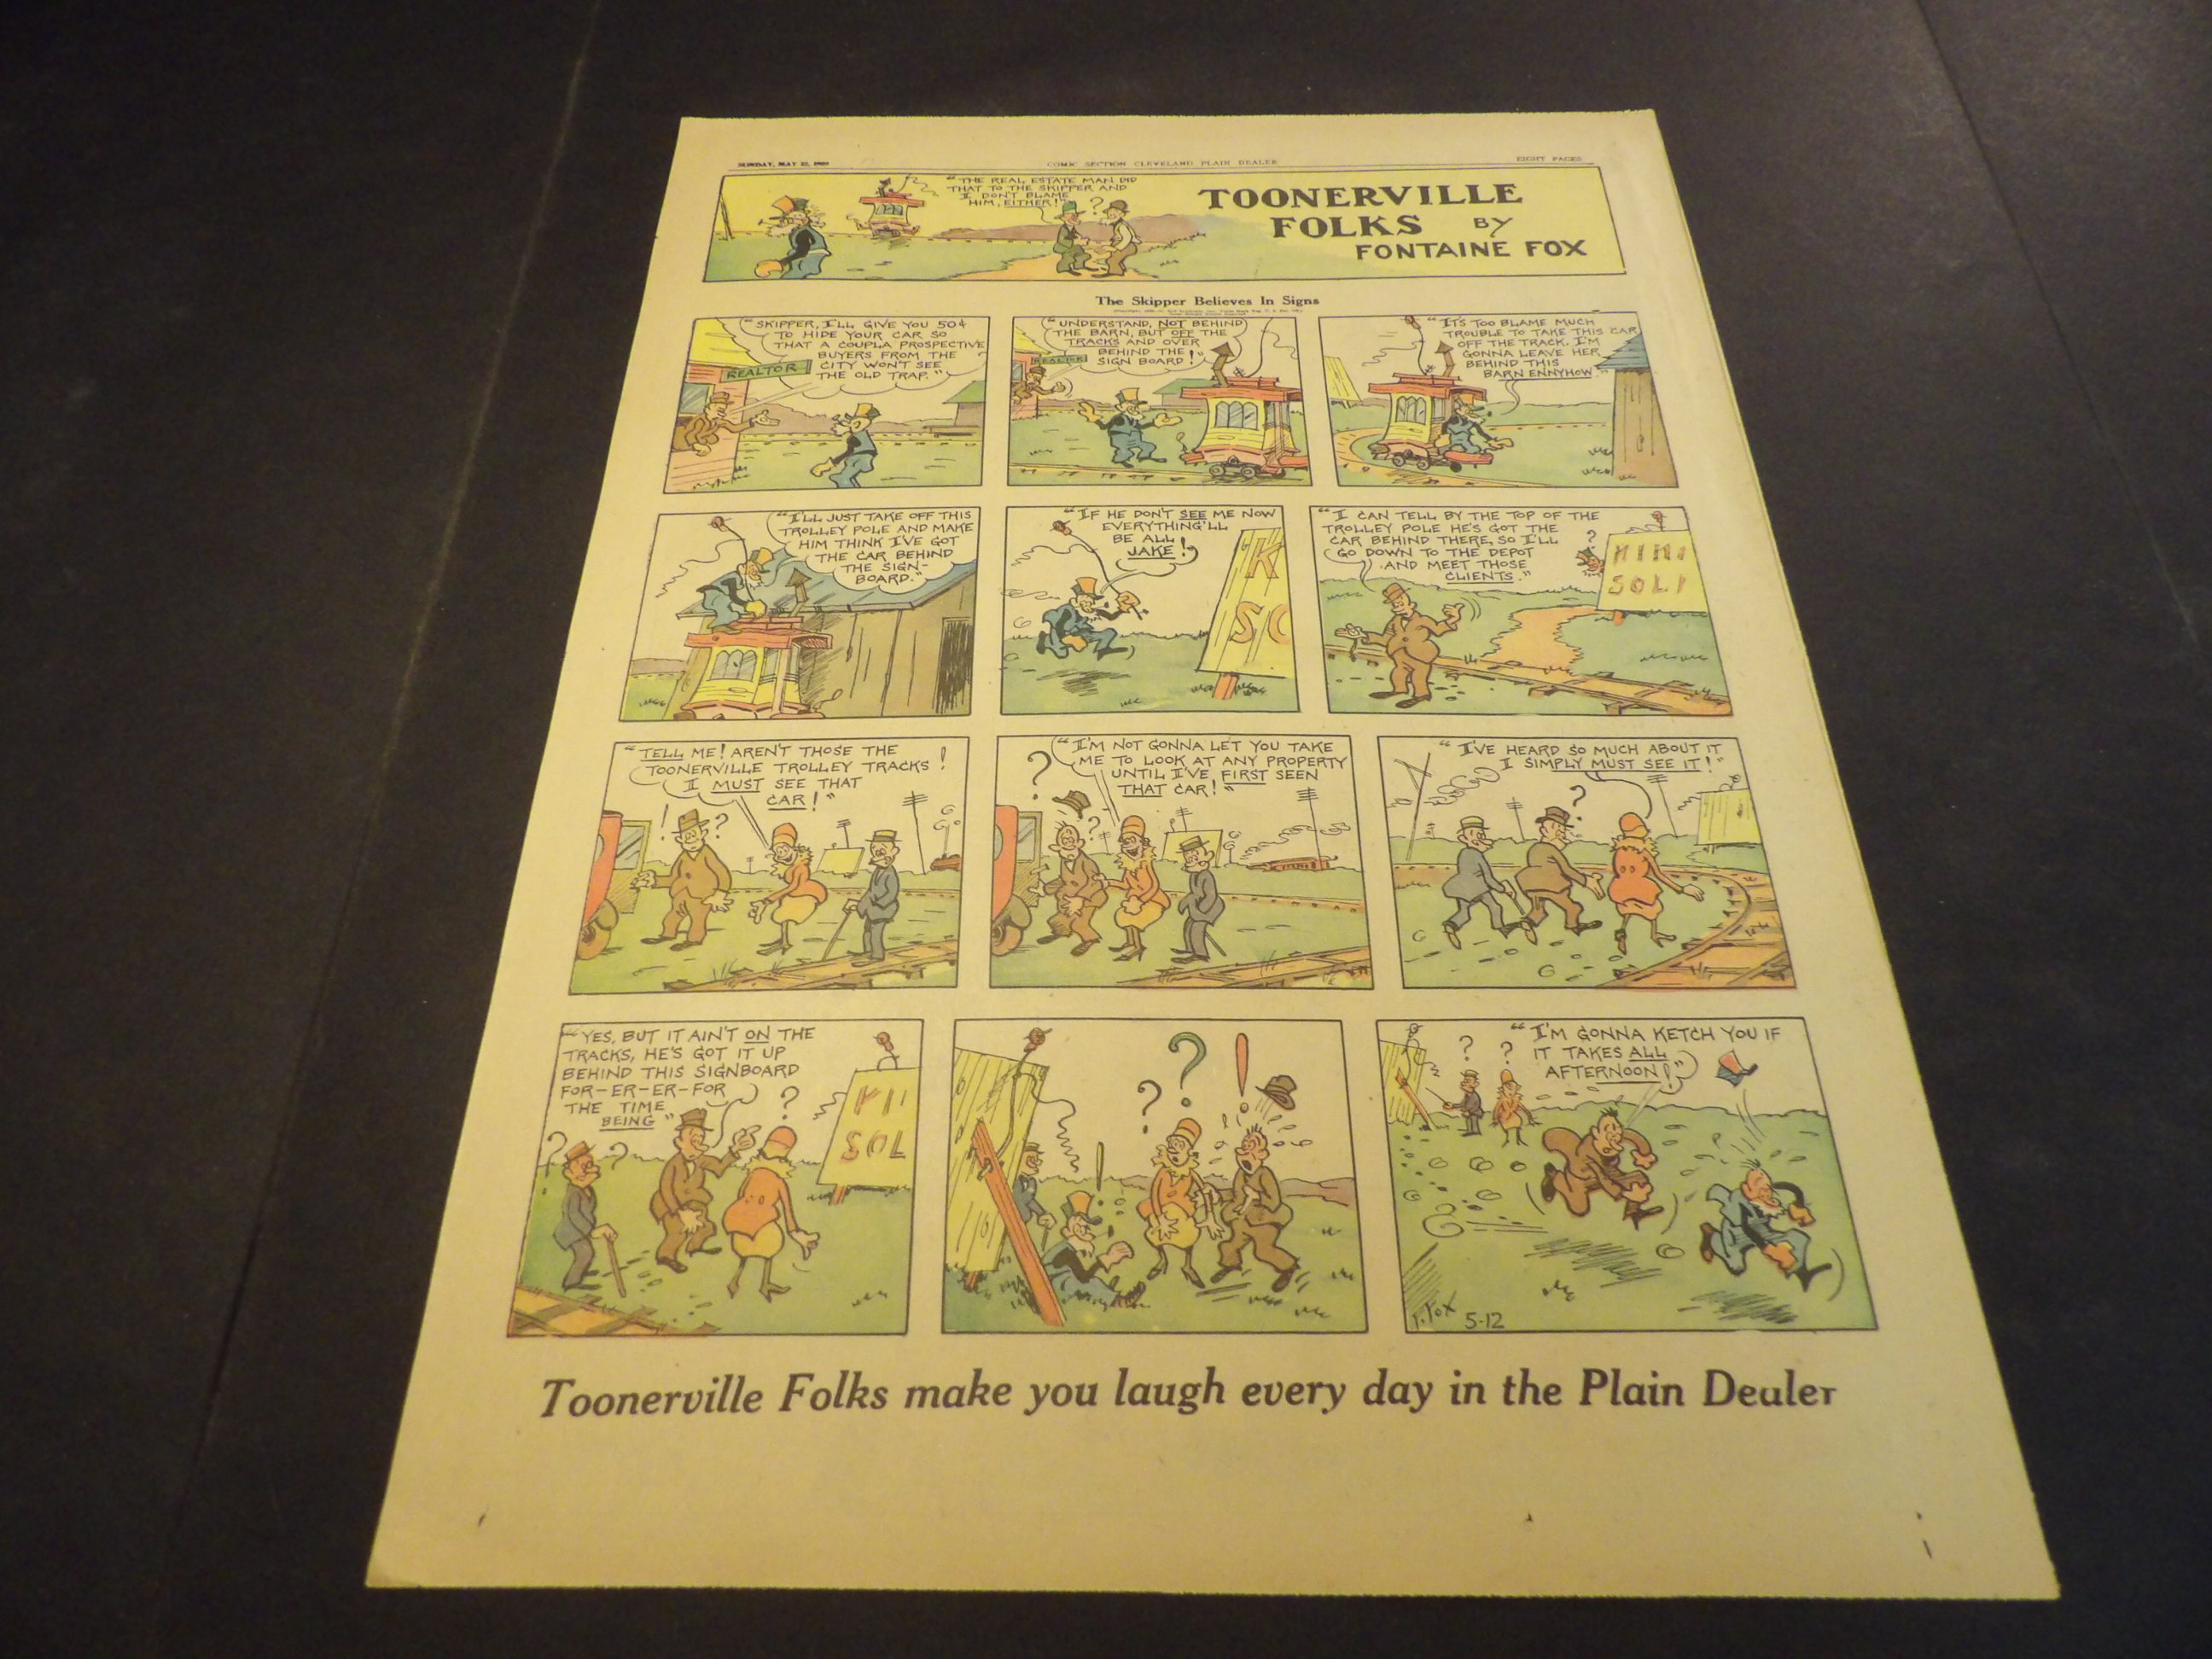 SUNDAY, MAY 12, 1929
COMIC SECTION CLEVELAND PLAIN DEALER
EIGHT PAGES
"THE REAL ESTATE MAN DID
THAT TO THE SKIPPER AND
I DON'T BLAME
HIM, EITHER!"
?
TOONERVILLE
FOLKS BY
FONTAINE FOX
The Skipper Believes In Signs
"SKIPPER, I'LL GIVE YOU 50¢
TO HIDE YOUR CAR SO
THAT A COUPLA PROSPECTIVE
BUYERS FROM THE
CITY WON'T SEE
THE OLD TRAP."
?
REALTOR
"UNDERSTAND, NOT BEHIND
THE BARN, BUT OFF THE
TRACKS AND OVER
BEHIND THE
SIGN BOARD!"
REALTOR
"IT'S TOO BLAME MUCH
TROUBLE TO TAKE THIS CAR
OFF THE TRACK. I'M
GONNA LEAVE HER
BEHIND THIS
BARN ENNYHOW"
"I'LL JUST TAKE OFF THIS
TROLLEY POLE AND MAKE
HIM THINK I'VE GOT
THE CAR BEHIND
THE SIGN-
BOARD."
"IF HE DON'T SEE ME NOW
EVERYTHING'LL
BE ALL
JAKE!"
K
SO
"I CAN TELL BY THE TOP OF THE
TROLLEY POLE HE'S GOT THE
CAR BEHIND THERE, SO I'LL
GO DOWN TO THE DEPOT
AND MEET THOSE
CLIENTS."
?
SOLI
"TELL ME! AREN'T THOSE THE
TOONERVILLE TROLLEY TRACKS!
I MUST SEE THAT
CAR!"
! ?
"I'M NOT GONNA LET YOU TAKE
ME TO LOOK AT ANY PROPERTY
UNTIL I'VE FIRST SEEN
THAT CAR!"
? ?
"I'VE HEARD SO MUCH ABOUT IT
I SIMPLY MUST SEE IT!"
?
"YES, BUT IT AIN'T ON THE
TRACKS, HE'S GOT IT UP
BEHIND THIS SIGNBOARD
FOR-ER-ER-FOR
THE TIME
BEING"
? ? ?
SOL
? ? ! !
"I'M GONNA KETCH YOU IF
IT TAKES ALL
AFTERNOON!"
? ?
F. Fox 5-12
Toonerville Folks make you laugh every day in the Plain Dealer